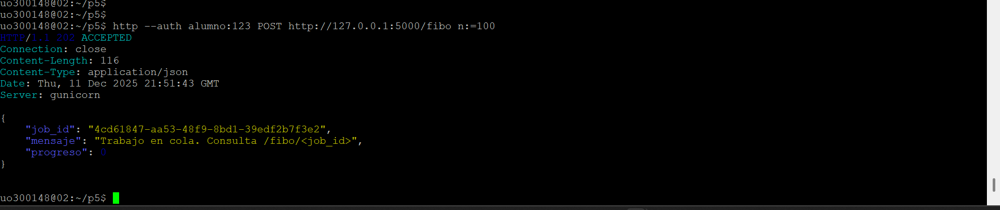 uo300148@02:~/p5$
uo300148@02:~/p5$
uo300148@02:~/p5$ http --auth alumno:123 POST http://127.0.0.1:5000/fibo n:=100
HTTP/1.1 202 ACCEPTED
Connection: close
Content-Length: 116
Content-Type: application/json
Date: Thu, 11 Dec 2025 21:51:43 GMT
Server: gunicorn
{
"job_id": "4cd61847-aa53-48f9-8bd1-39edf2b7f3e2",
"mensaje": "Trabajo en cola. Consulta /fibo/<job_id>",
"progreso": 0
}
uo300148@02:~/p5$